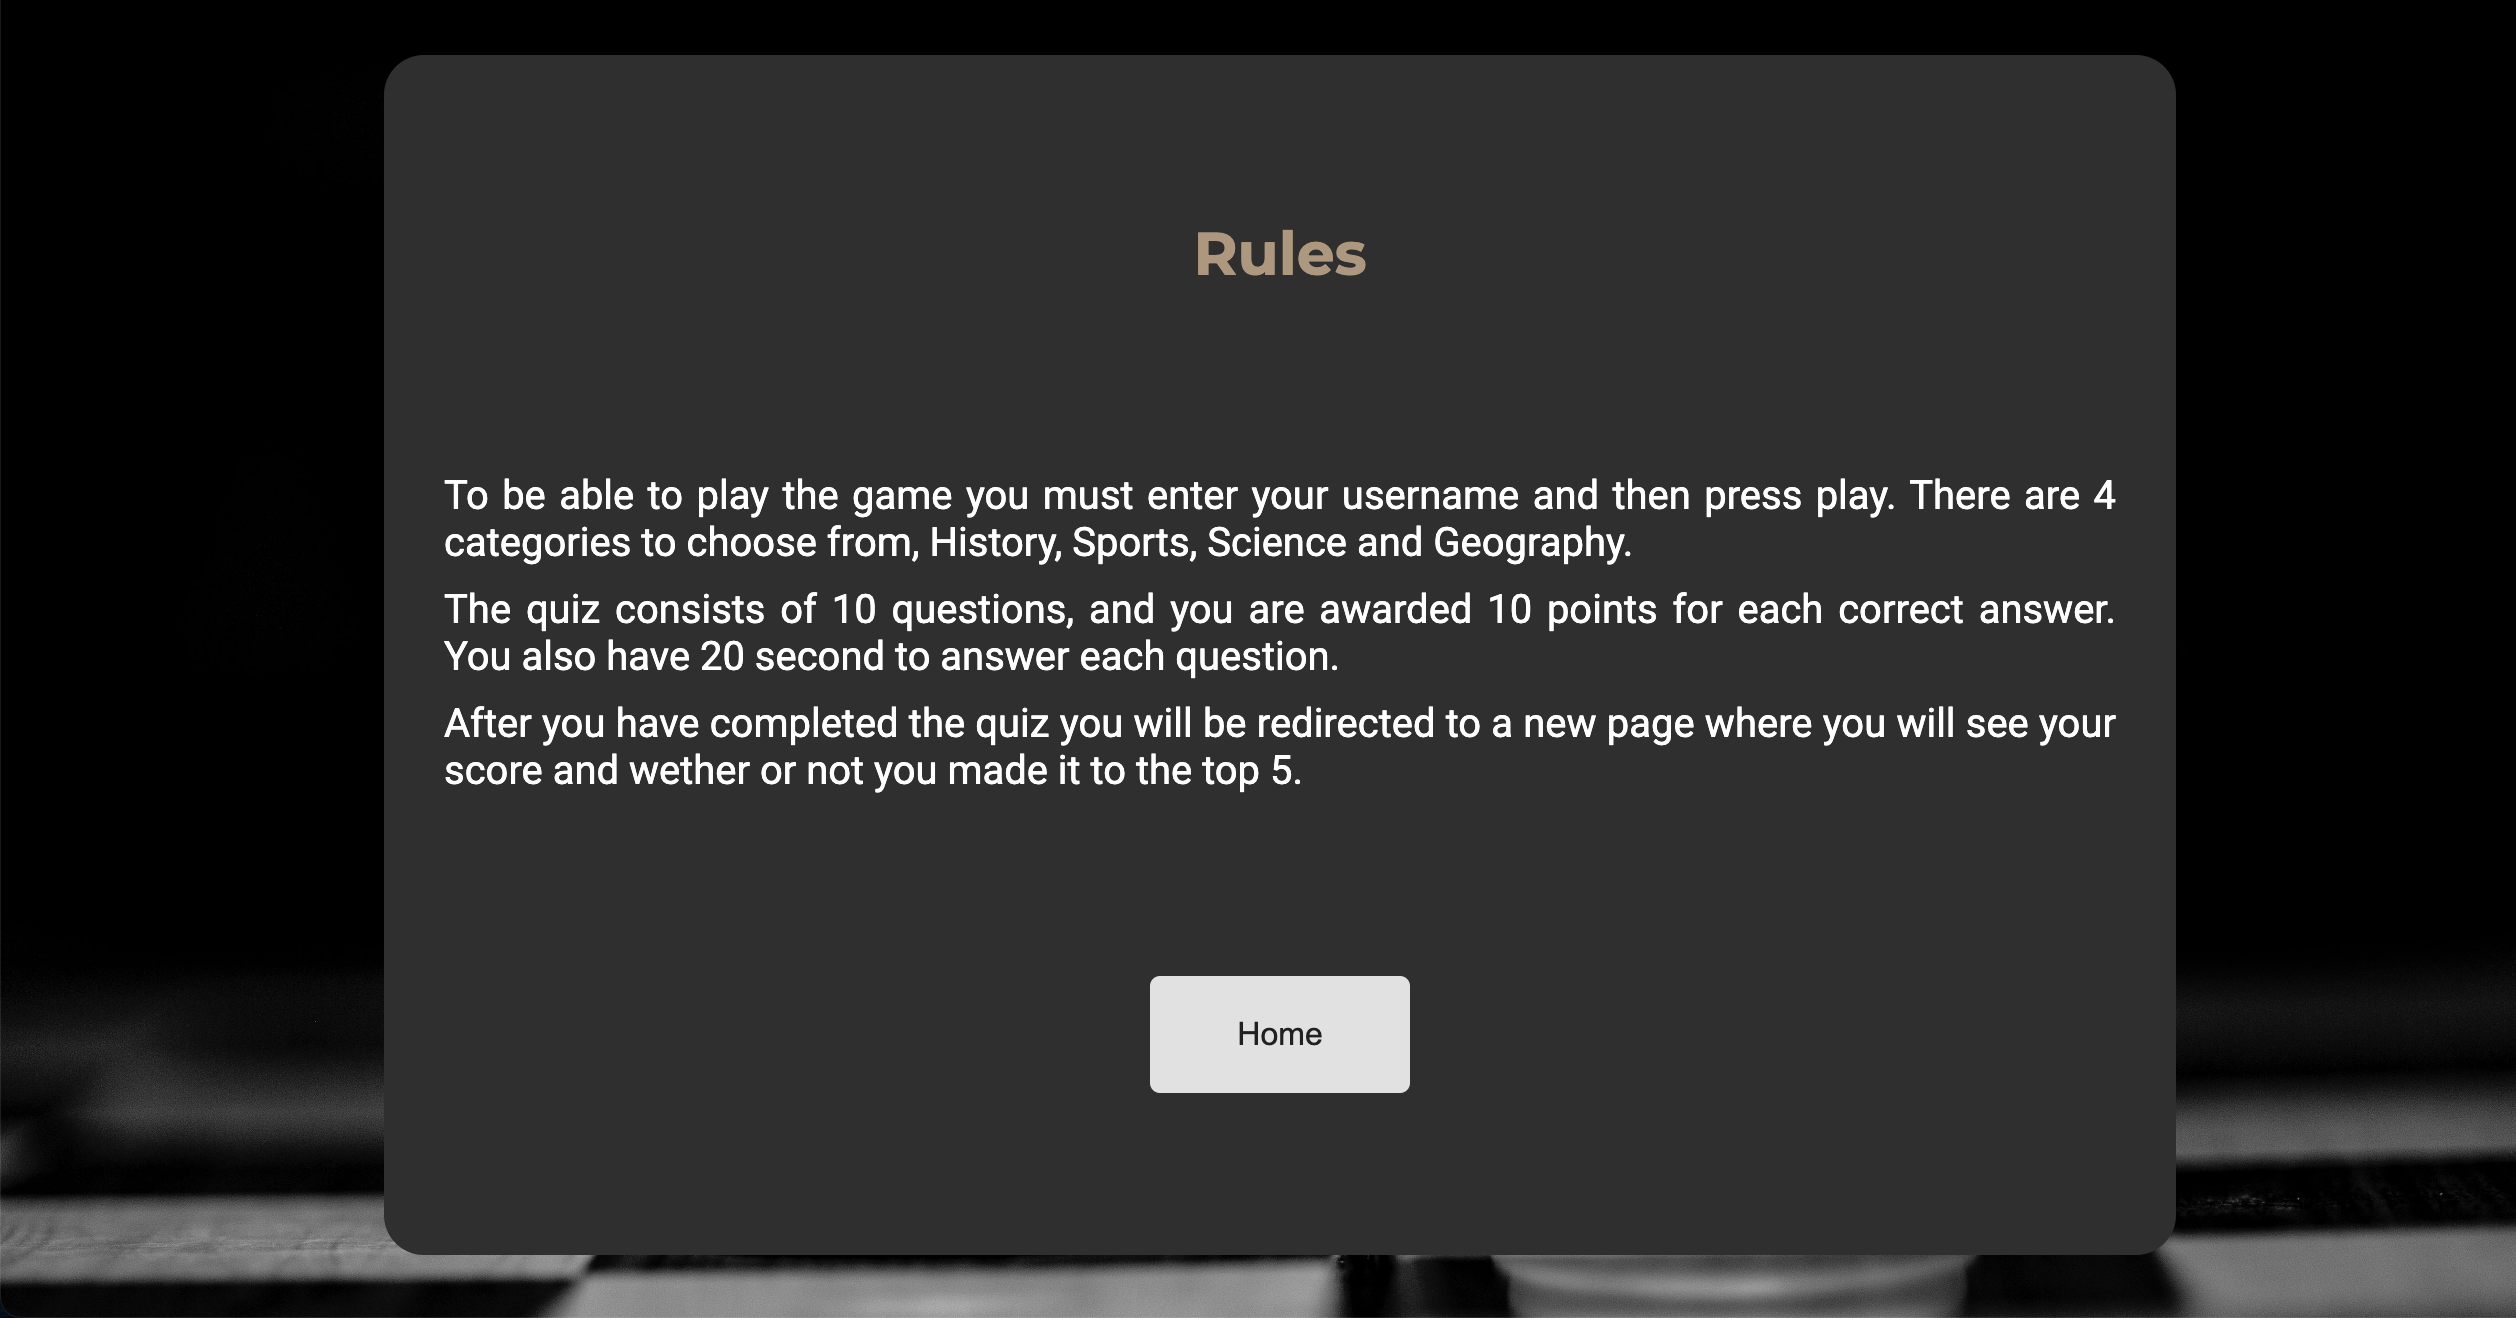 Rules
To be able to play the game you must enter your username and then press play. There are 4
categories to choose from, History, Sports, Science and Geography.
The quiz consists of 10 questions, and you are awarded 10 points for each correct answer.
You also have 20 second to answer each question.
After you have completed the quiz you will be redirected to a new page where you will see your
score and wether or not you made it to the top 5.
Home